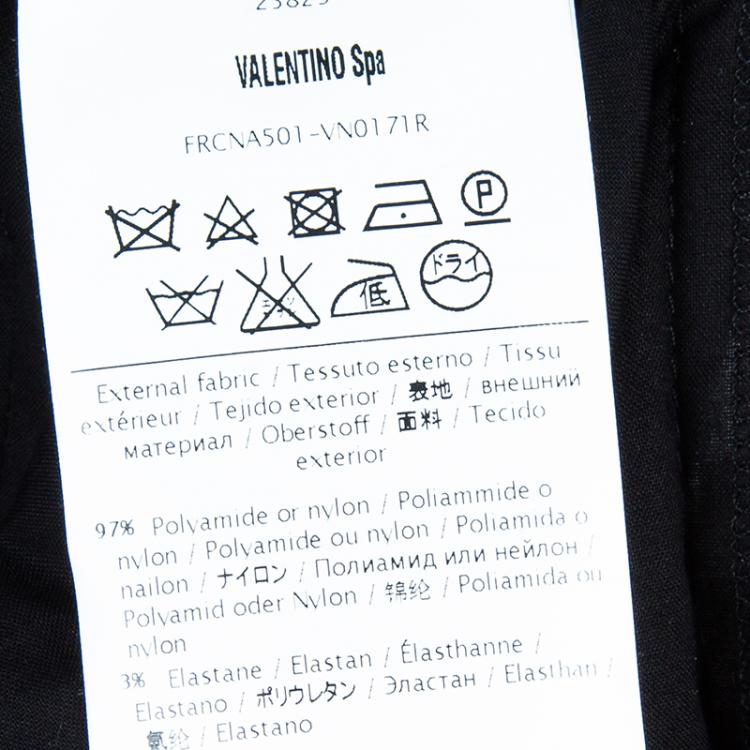 23825
VALENTINO Spa
FRCNA501-VN0171R
P
低 ドライ
External fabric / Tessuto esterno / Tissu
extérieur / Tejido exterior / 表地 / внешний
материал / Oberstoff / 面料 / Tecido
exterior
97% Polyamide or nylon / Poliammide o
nylon / Polyamide ou nylon / Poliamida o
nailon / ナイロン / Полиамид или нейлон /
Polyamid oder Nylon / 锦纶 / Poliamida ou
nylon
3% Elastane / Elastan / Élasthanne /
Elastano / ポリウレタン / Эластан / Elasthan /
氨纶 / Elastano